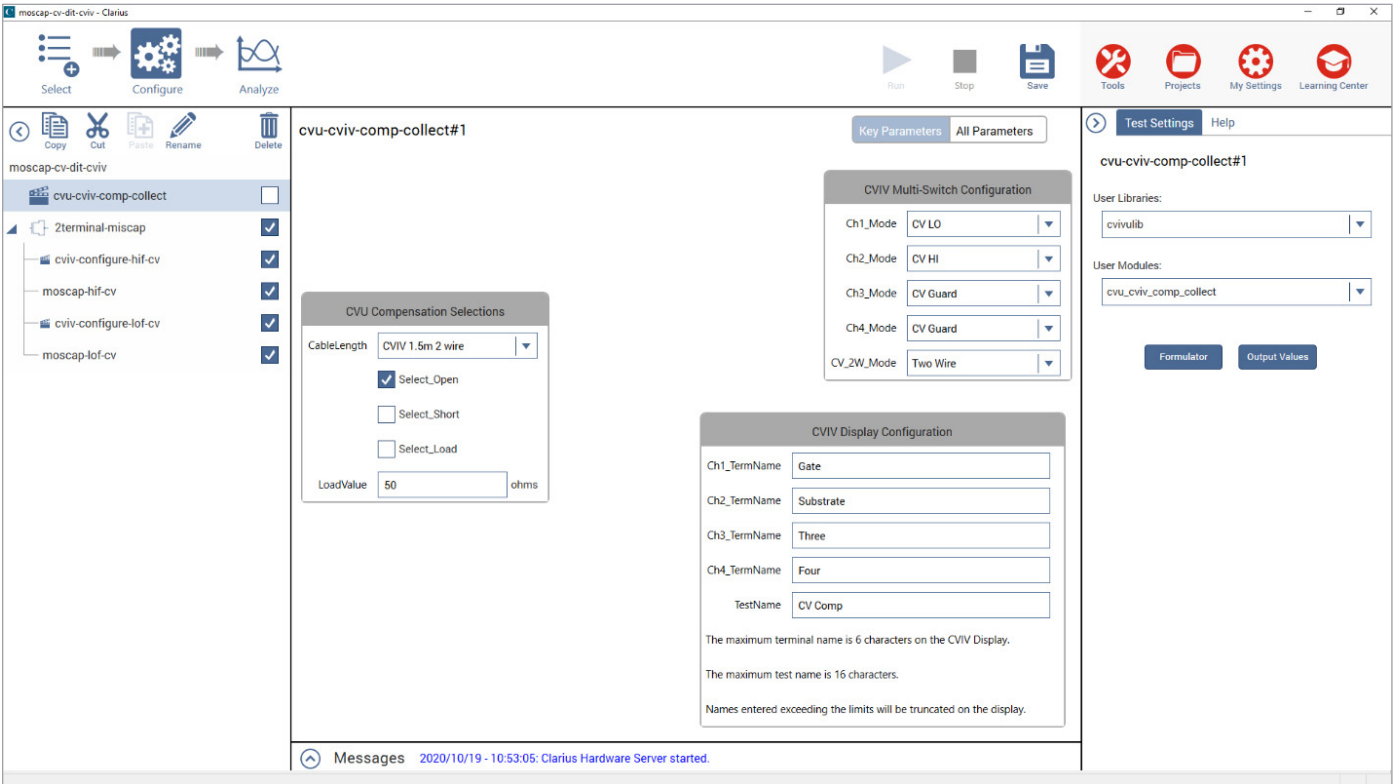 moscap-cv-dit-cviv - Clarius
Select
Configure
Analyze
Run
Stop
Save
Tools
Projects
My Settings
Learning Center
Copy
Cut
Paste
Rename
Delete
moscap-cv-dit-cviv
cvu-cviv-comp-collect
2terminal-miscap
cviv-configure-hif-cv
moscap-hif-cv
cviv-configure-lof-cv
moscap-lof-cv
cvu-cviv-comp-collect#1
Key Parameters All Parameters
CVU Compensation Selections
CableLength CVIV 1.5m 2 wire
Select_Open
Select_Short
Select_Load
LoadValue 50 ohms
CVIV Multi-Switch Configuration
Ch1_Mode CV LO
Ch2_Mode CV HI
Ch3_Mode CV Guard
Ch4_Mode CV Guard
CV_2W_Mode Two Wire
CVIV Display Configuration
Ch1_TermName Gate
Ch2_TermName Substrate
Ch3_TermName Three
Ch4_TermName Four
TestName CV Comp
The maximum terminal name is 6 characters on the CVIV Display.
The maximum test name is 16 characters.
Names entered exceeding the limits will be truncated on the display.
Messages 2020/10/19 - 10:53:05: Clarius Hardware Server started.
Test Settings Help
cvu-cviv-comp-collect#1
User Libraries:
cvivulib
User Modules:
cvu_cviv_comp_collect
Formulator Output Values